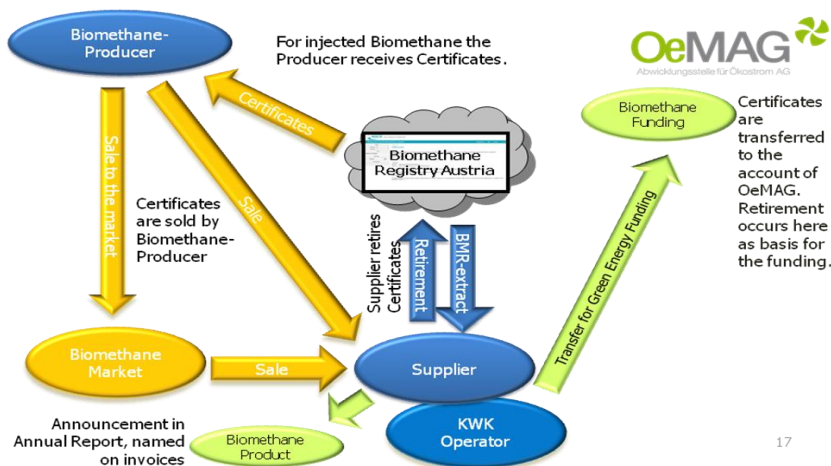 Biomethane-
Producer
For injected Biomethane the
Producer receives Certificates.
OeMAG
Abwicklungsstelle für Ökostrom AG
Certificates
Biomethane
Registry Austria
Biomethane
Funding
Certificates
are
transferred
to the
account of
OeMAG.
Retirement
occurs here
as basis for
the funding.
Sale to the market
Certificates
are sold by
Biomethane-
Producer
Sale
Supplier retires
Certificates
Retirement
BMR-extract
Transfer for Green Energy Funding
Biomethane
Market
Sale
Supplier
KWK
Operator
Announcement in
Annual Report, named
on invoices
Biomethane
Product
17